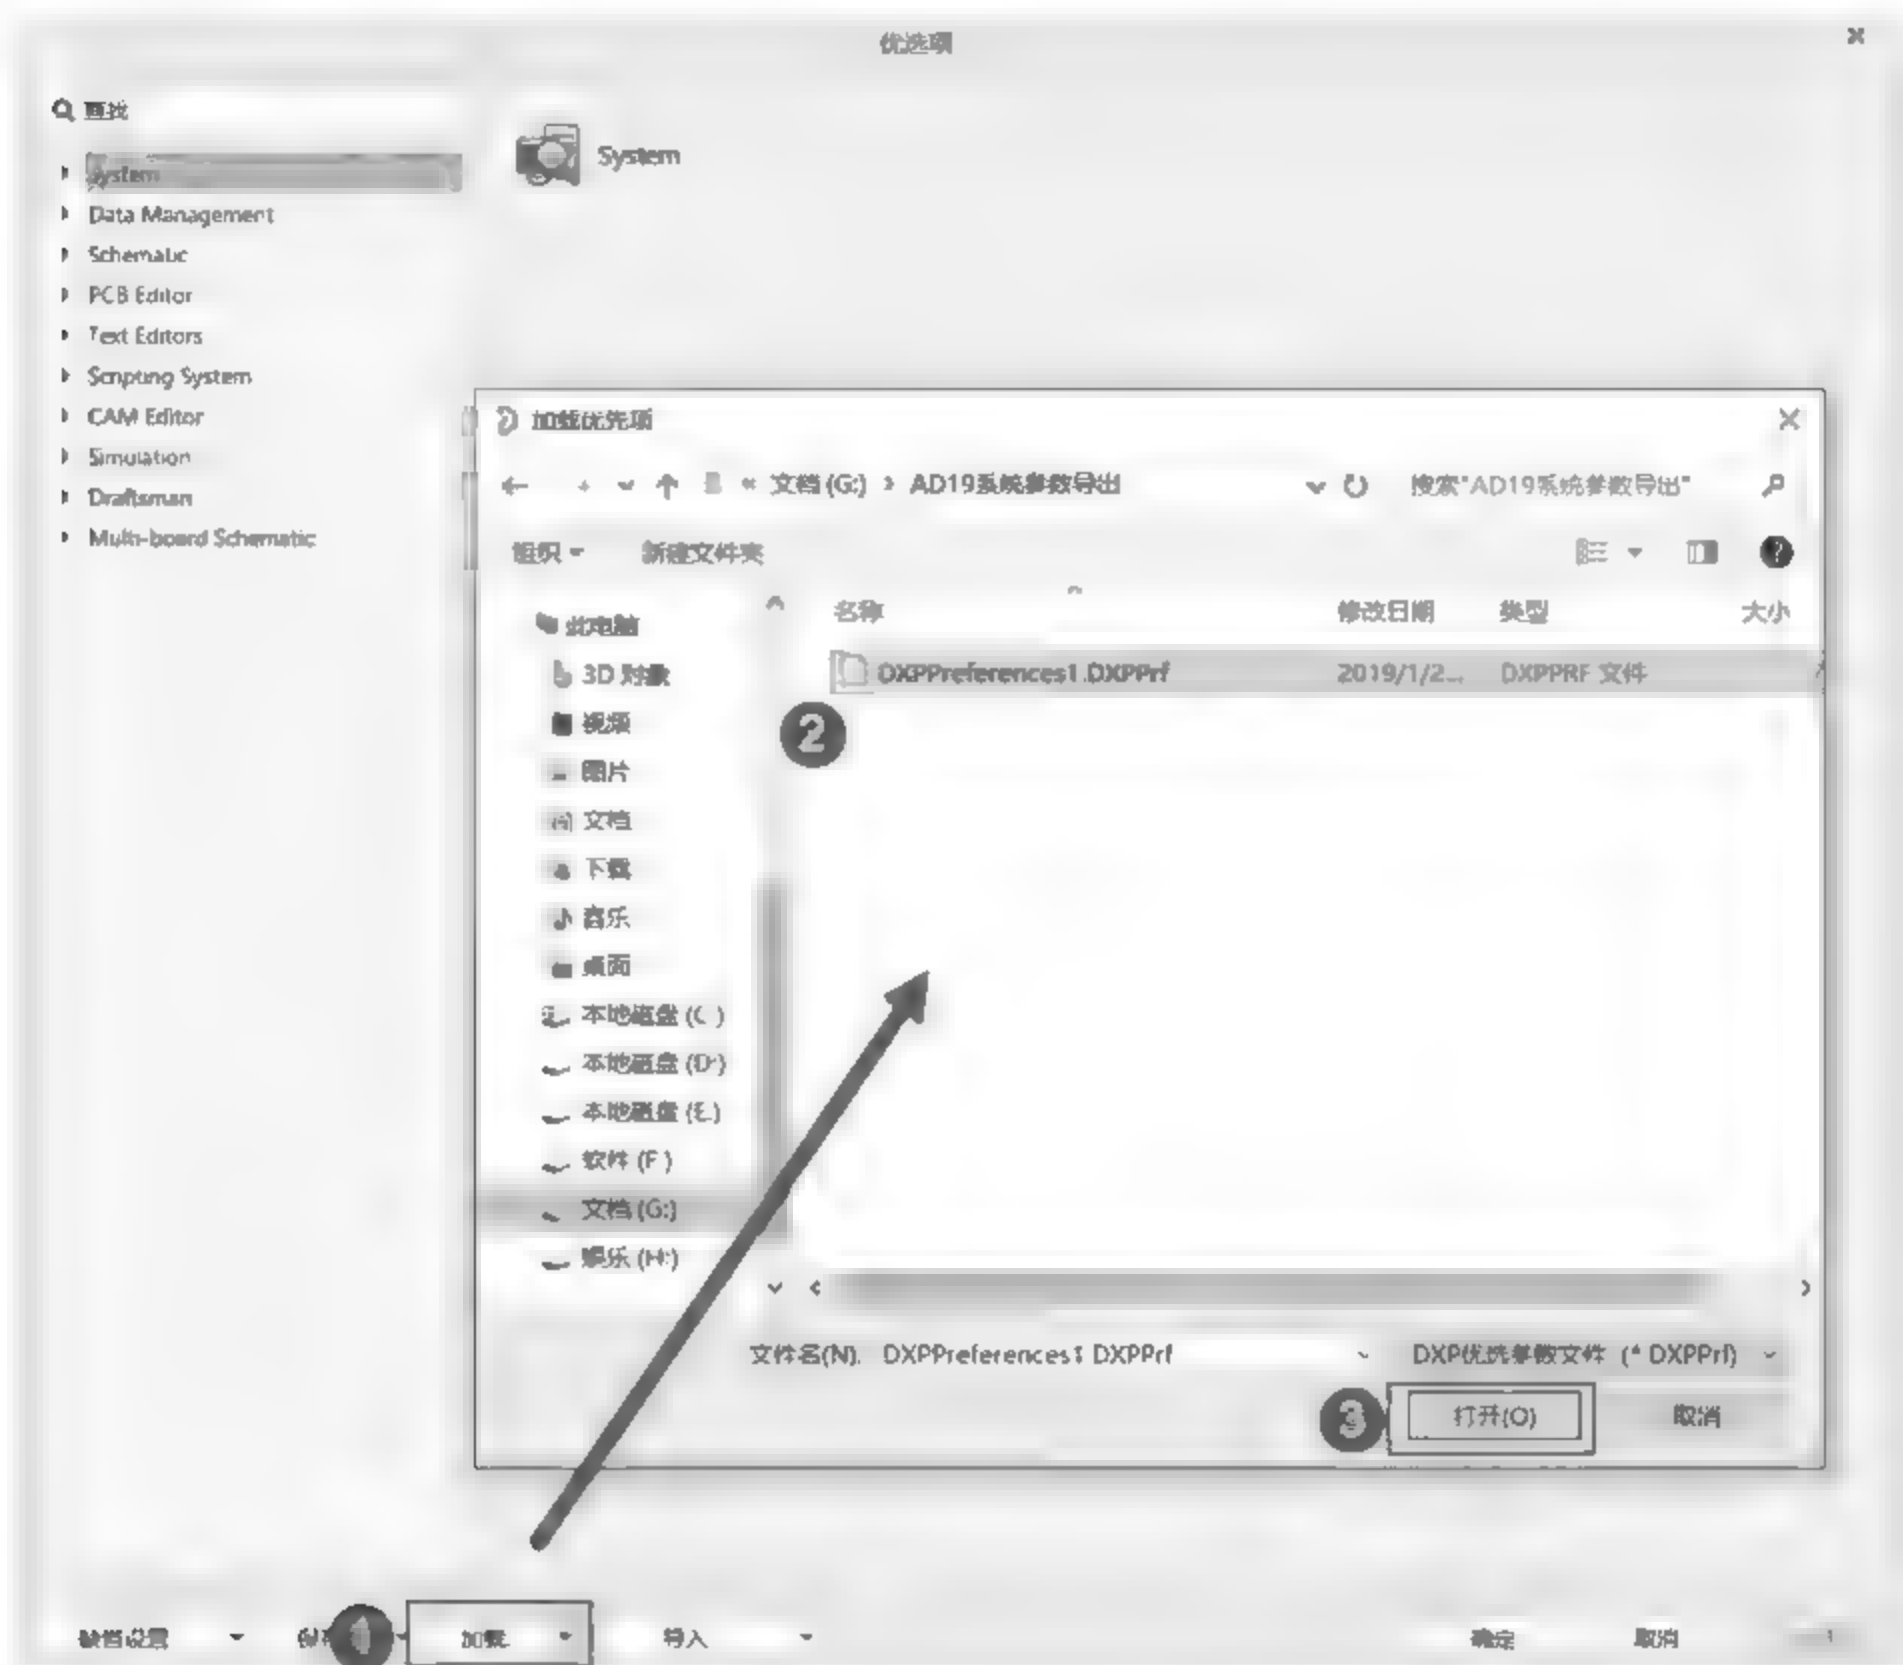 优选项
查找
System
System
Data Management
Schematic
PCB Editor
Text Editors
Scripting System
CAM Editor
Simulation
Draftsman
Multi-board Schematic
加载优先项
« 文档 (G:) › AD19系统参数导出
搜索"AD19系统参数导出"
组织 新建文件夹
名称 修改日期 类型 大小
DXPPreferences1.DXPPrf 2019/1/2... DXPPRF 文件
2
此电脑
3D 对象
视频
图片
文档
下载
音乐
桌面
本地磁盘 (C:)
本地磁盘 (D:)
本地磁盘 (E:)
软件 (F:)
文档 (G:)
娱乐 (H:)
文件名(N): DXPPreferences1.DXPPrf DXP优选参数文件 (*.DXPPrf)
3 打开(O) 取消
缺省设置 1 加载 导入 确定 取消